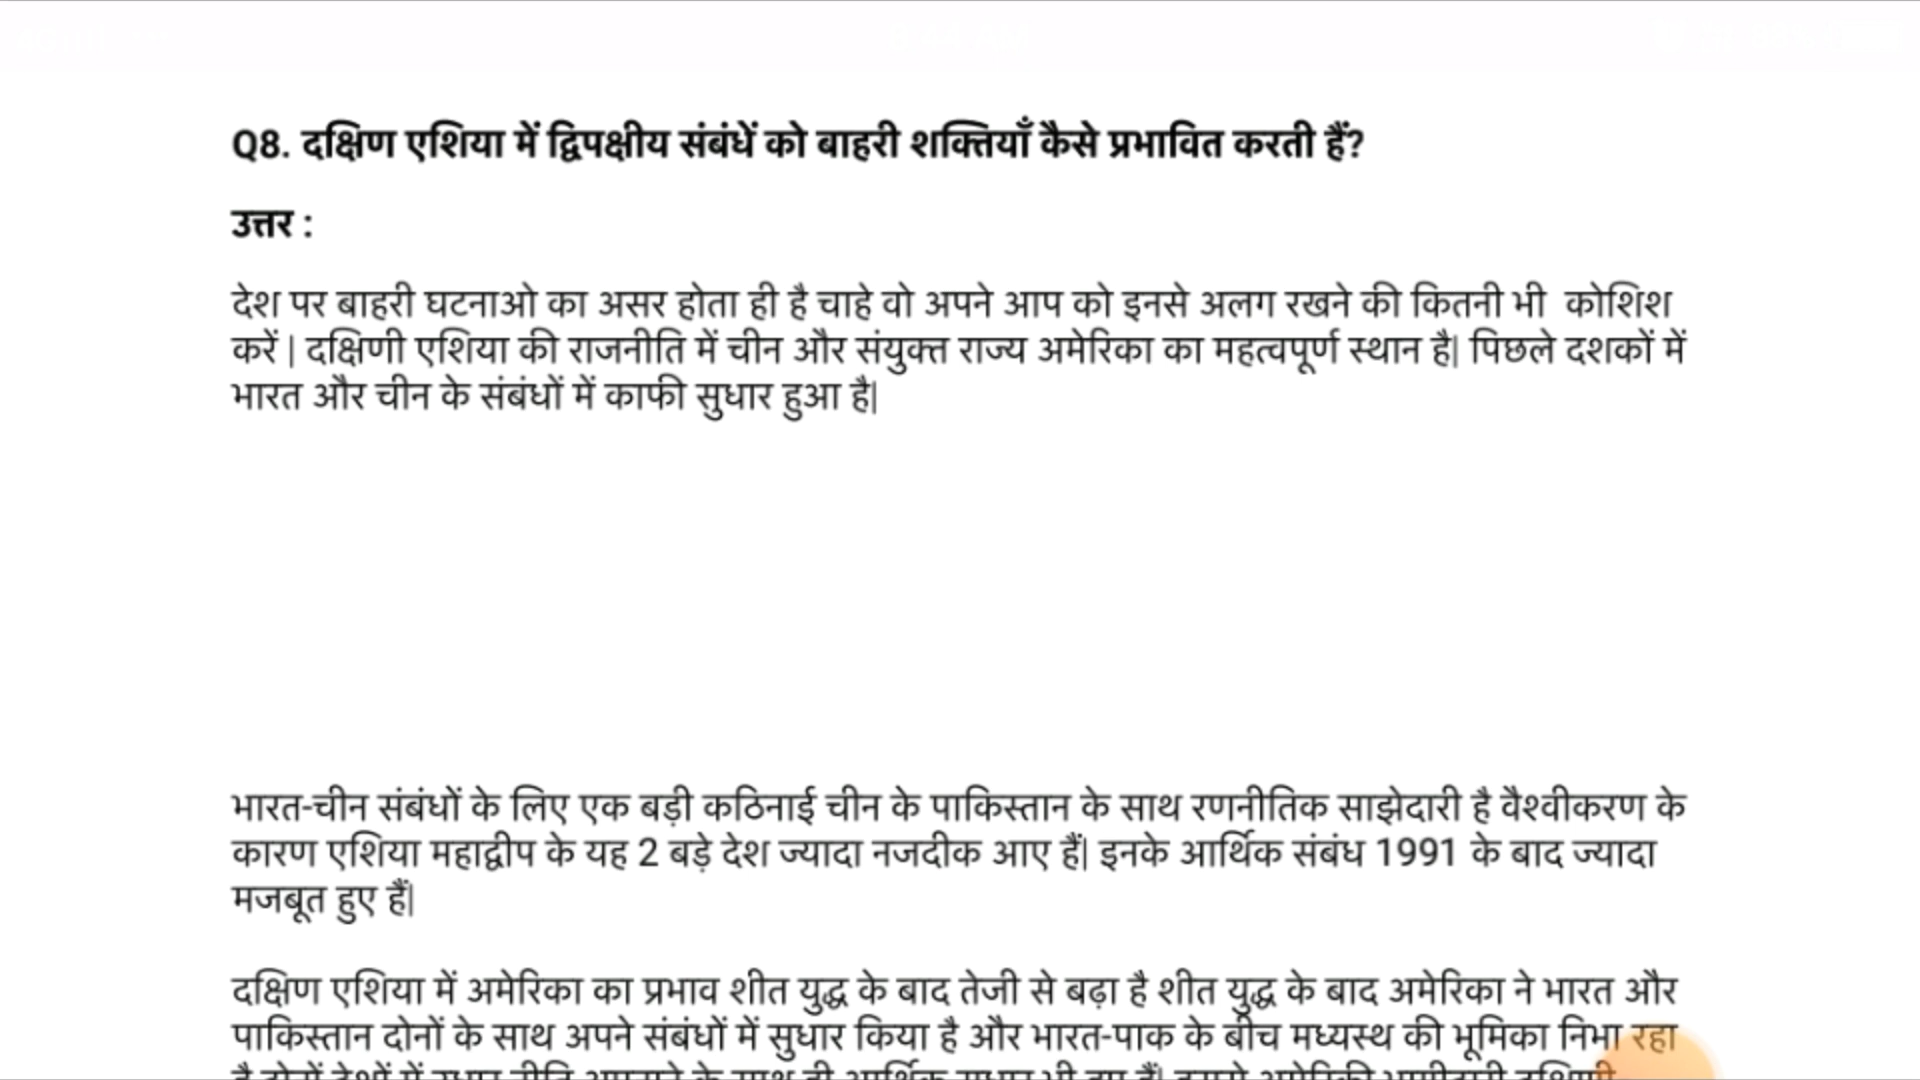 Q8. दक्षिण एशिया में द्विपक्षीय संबंधें को बाहरी शक्तियाँ कैसे प्रभावित करती हैं?
उत्तर :
देश पर बाहरी घटनाओ का असर होता ही है चाहे वो अपने आप को इनसे अलग रखने की कितनी भी कोशिश
करें | दक्षिणी एशिया की राजनीति में चीन और संयुक्त राज्य अमेरिका का महत्वपूर्ण स्थान है| पिछले दशकों में
भारत और चीन के संबंधों में काफी सुधार हुआ है|
भारत-चीन संबंधों के लिए एक बड़ी कठिनाई चीन के पाकिस्तान के साथ रणनीतिक साझेदारी है वैश्वीकरण के
कारण एशिया महाद्वीप के यह 2 बड़े देश ज्यादा नजदीक आए हैं| इनके आर्थिक संबंध 1991 के बाद ज्यादा
मजबूत हुए हैं|
दक्षिण एशिया में अमेरिका का प्रभाव शीत युद्ध के बाद तेजी से बढ़ा है शीत युद्ध के बाद अमेरिका ने भारत और
पाकिस्तान दोनों के साथ अपने संबंधों में सुधार किया है और भारत-पाक के बीच मध्यस्थ की भूमिका निभा रहा